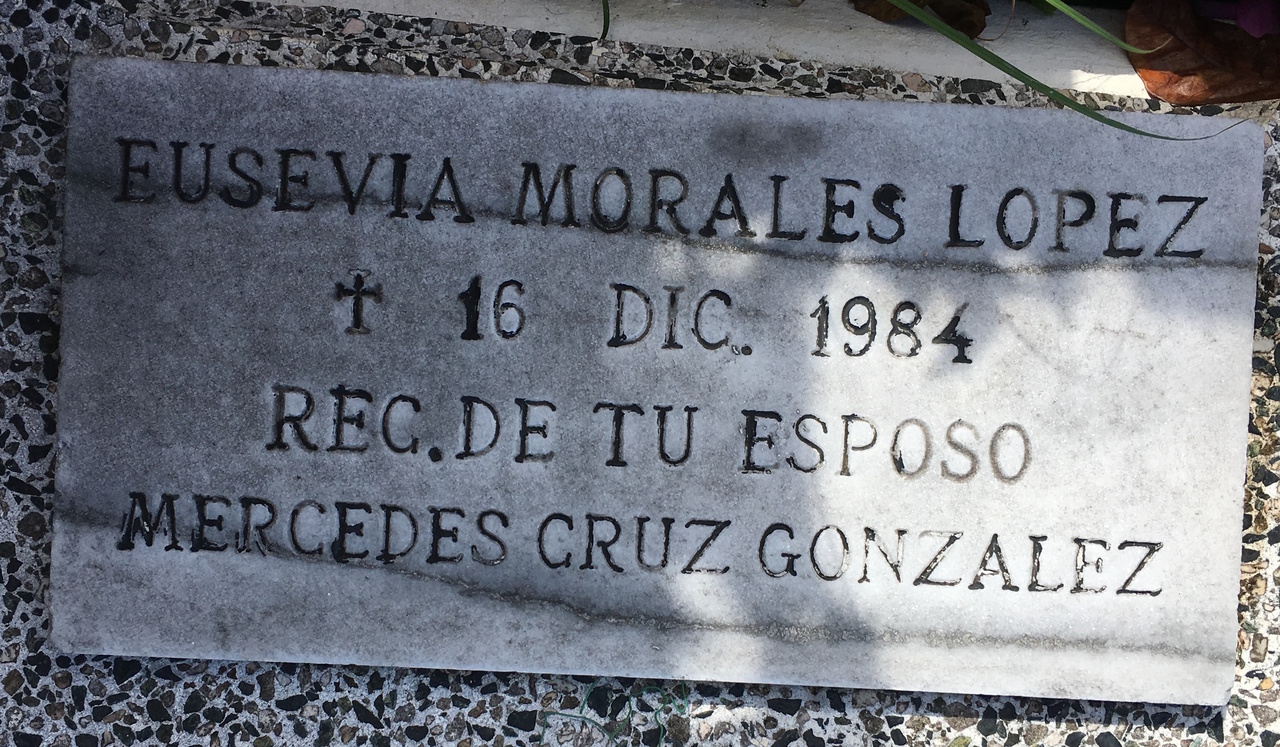 EUSEVIA MORALES LOPEZ
✝ 16 DIC. 1984
REC. DE TU ESPOSO
MERCEDES CRUZ GONZALEZ